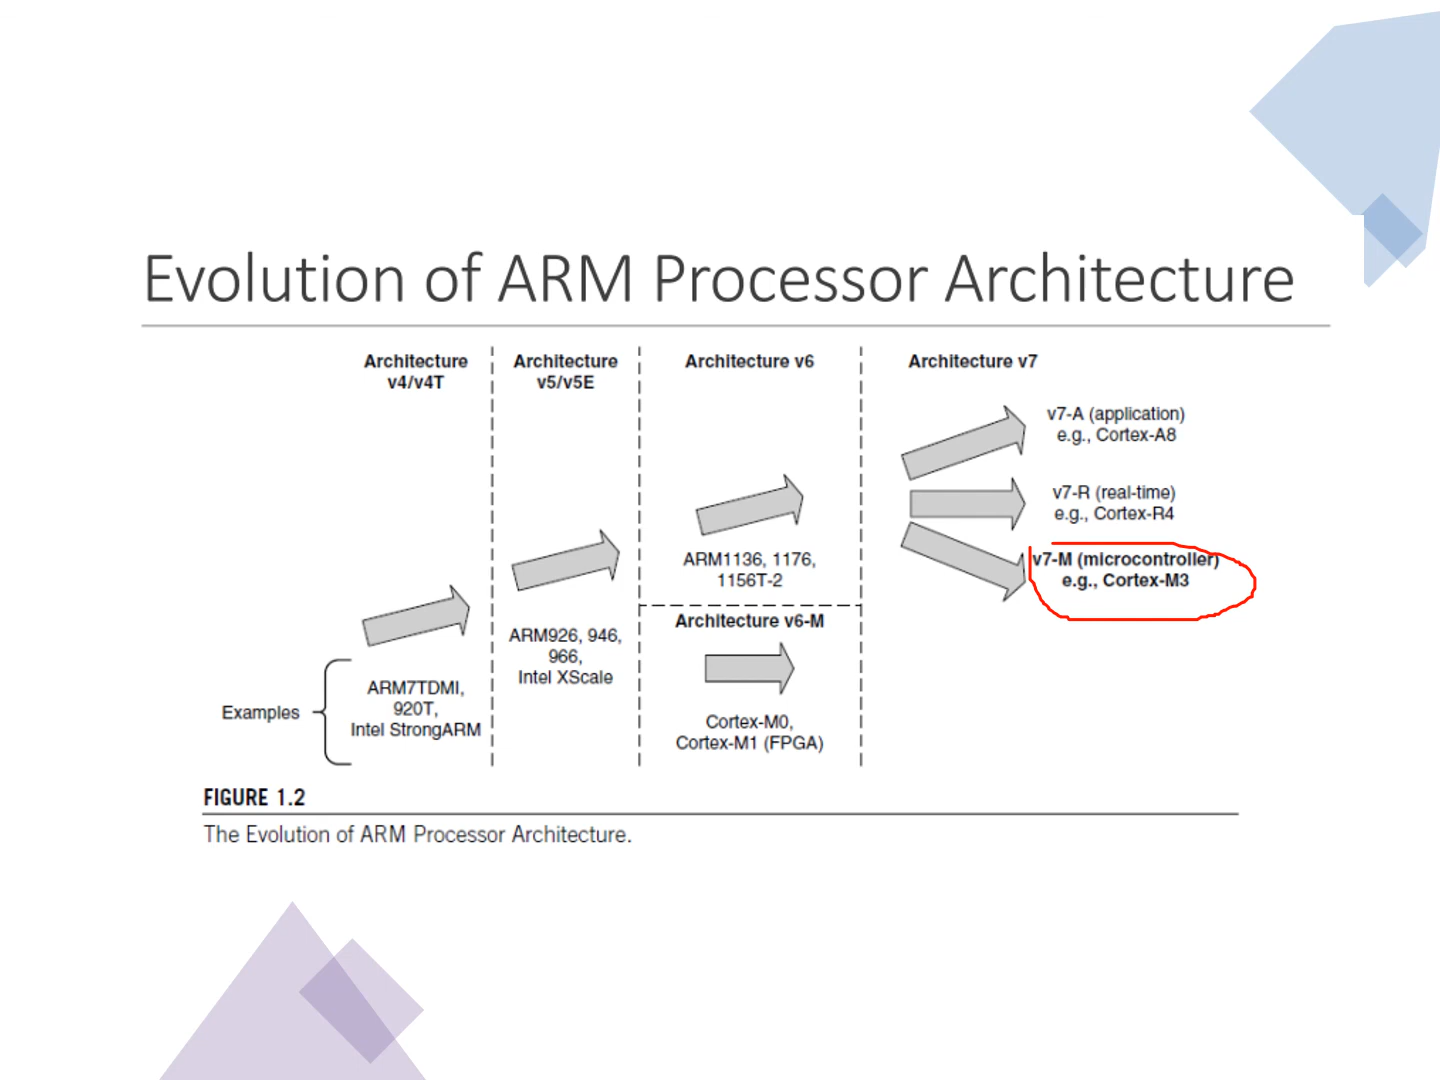 Evolution of ARM Processor Architecture
Architecture
v4/v4T
Architecture
v5/v5E
Architecture v6
Architecture v7
v7-A (application)
e.g., Cortex-A8
v7-R (real-time)
e.g., Cortex-R4
v7-M (microcontroller)
e.g., Cortex-M3
ARM1136, 1176,
1156T-2
Architecture v6-M
ARM926, 946,
966,
Intel XScale
Examples
ARM7TDMI,
920T,
Intel StrongARM
Cortex-M0,
Cortex-M1 (FPGA)
FIGURE 1.2
The Evolution of ARM Processor Architecture.